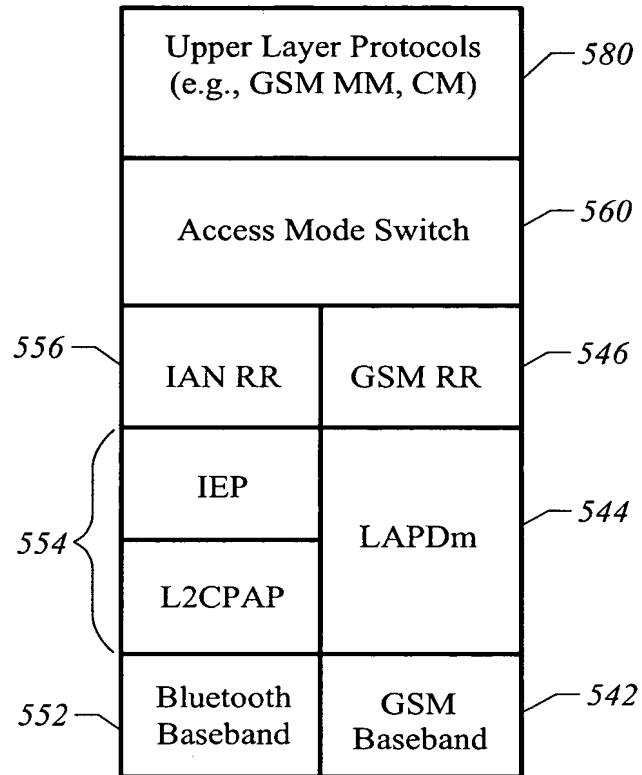 Upper Layer Protocols
(e.g., GSM MM, CM)
580
Access Mode Switch
560
556
IAN RR
GSM RR
546
IEP
554
LAPDm
544
L2CPAP
552
Bluetooth
Baseband
GSM
Baseband
542